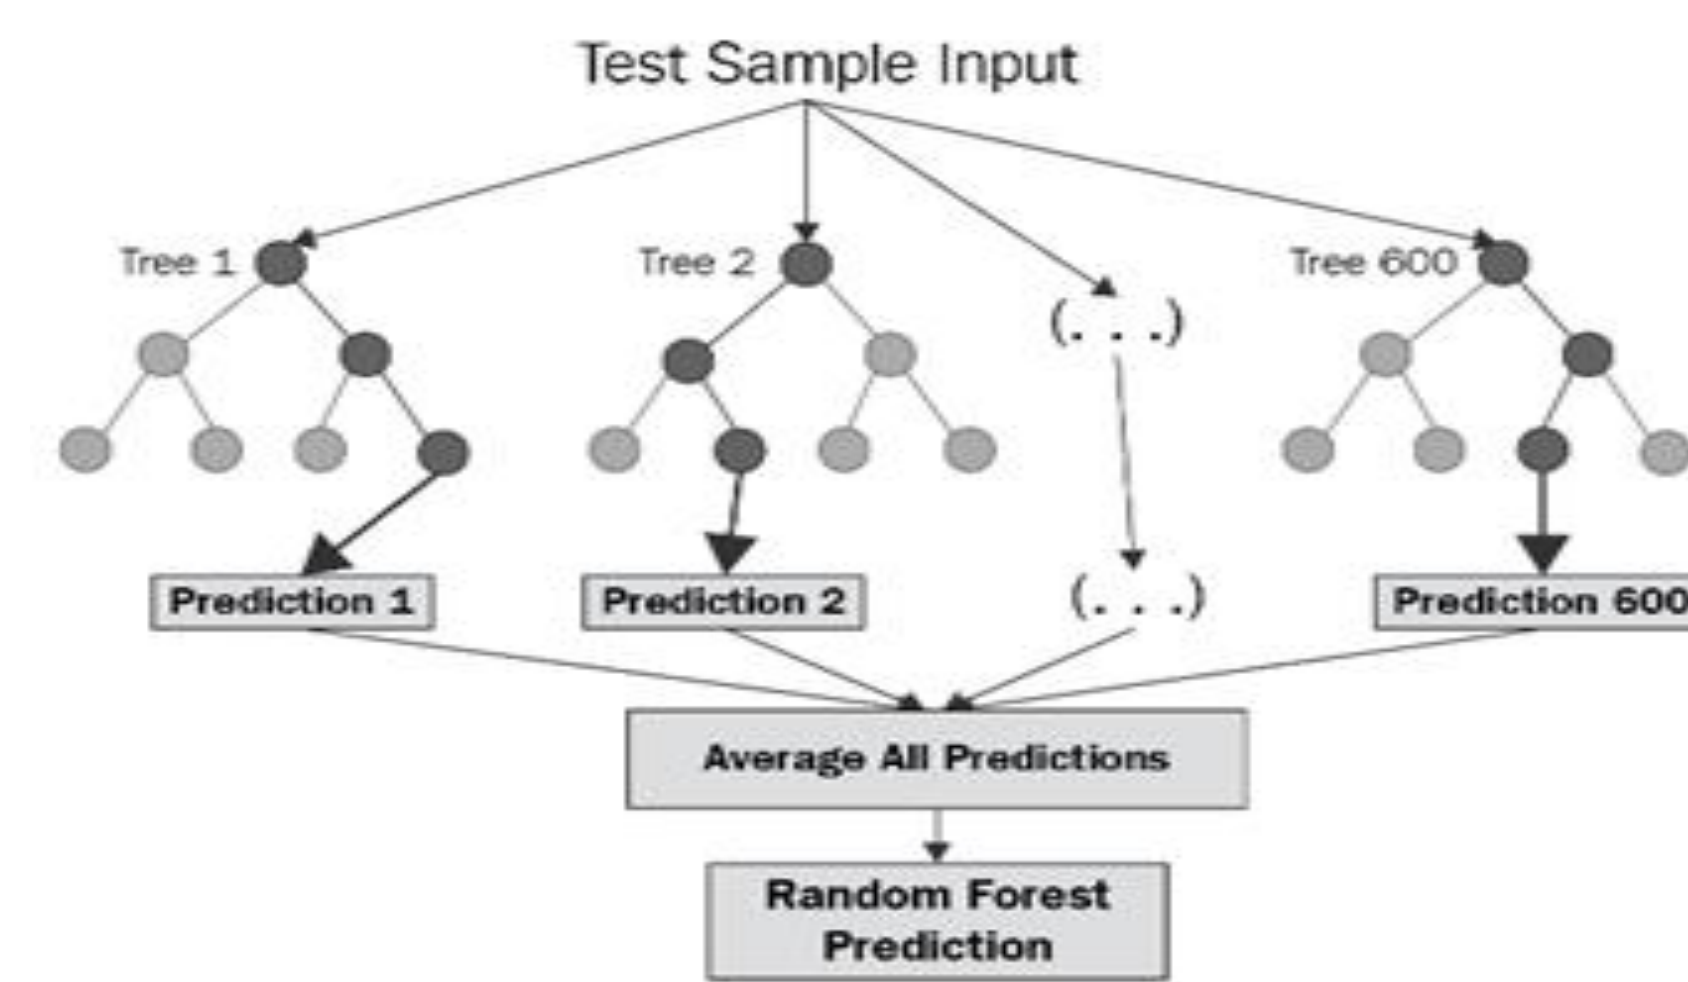 Test Sample Input
Tree 1
Tree 2
(. . .)
Tree 600
Prediction 1
Prediction 2
(. . .)
Prediction 600
Average All Predictions
Random Forest
Prediction